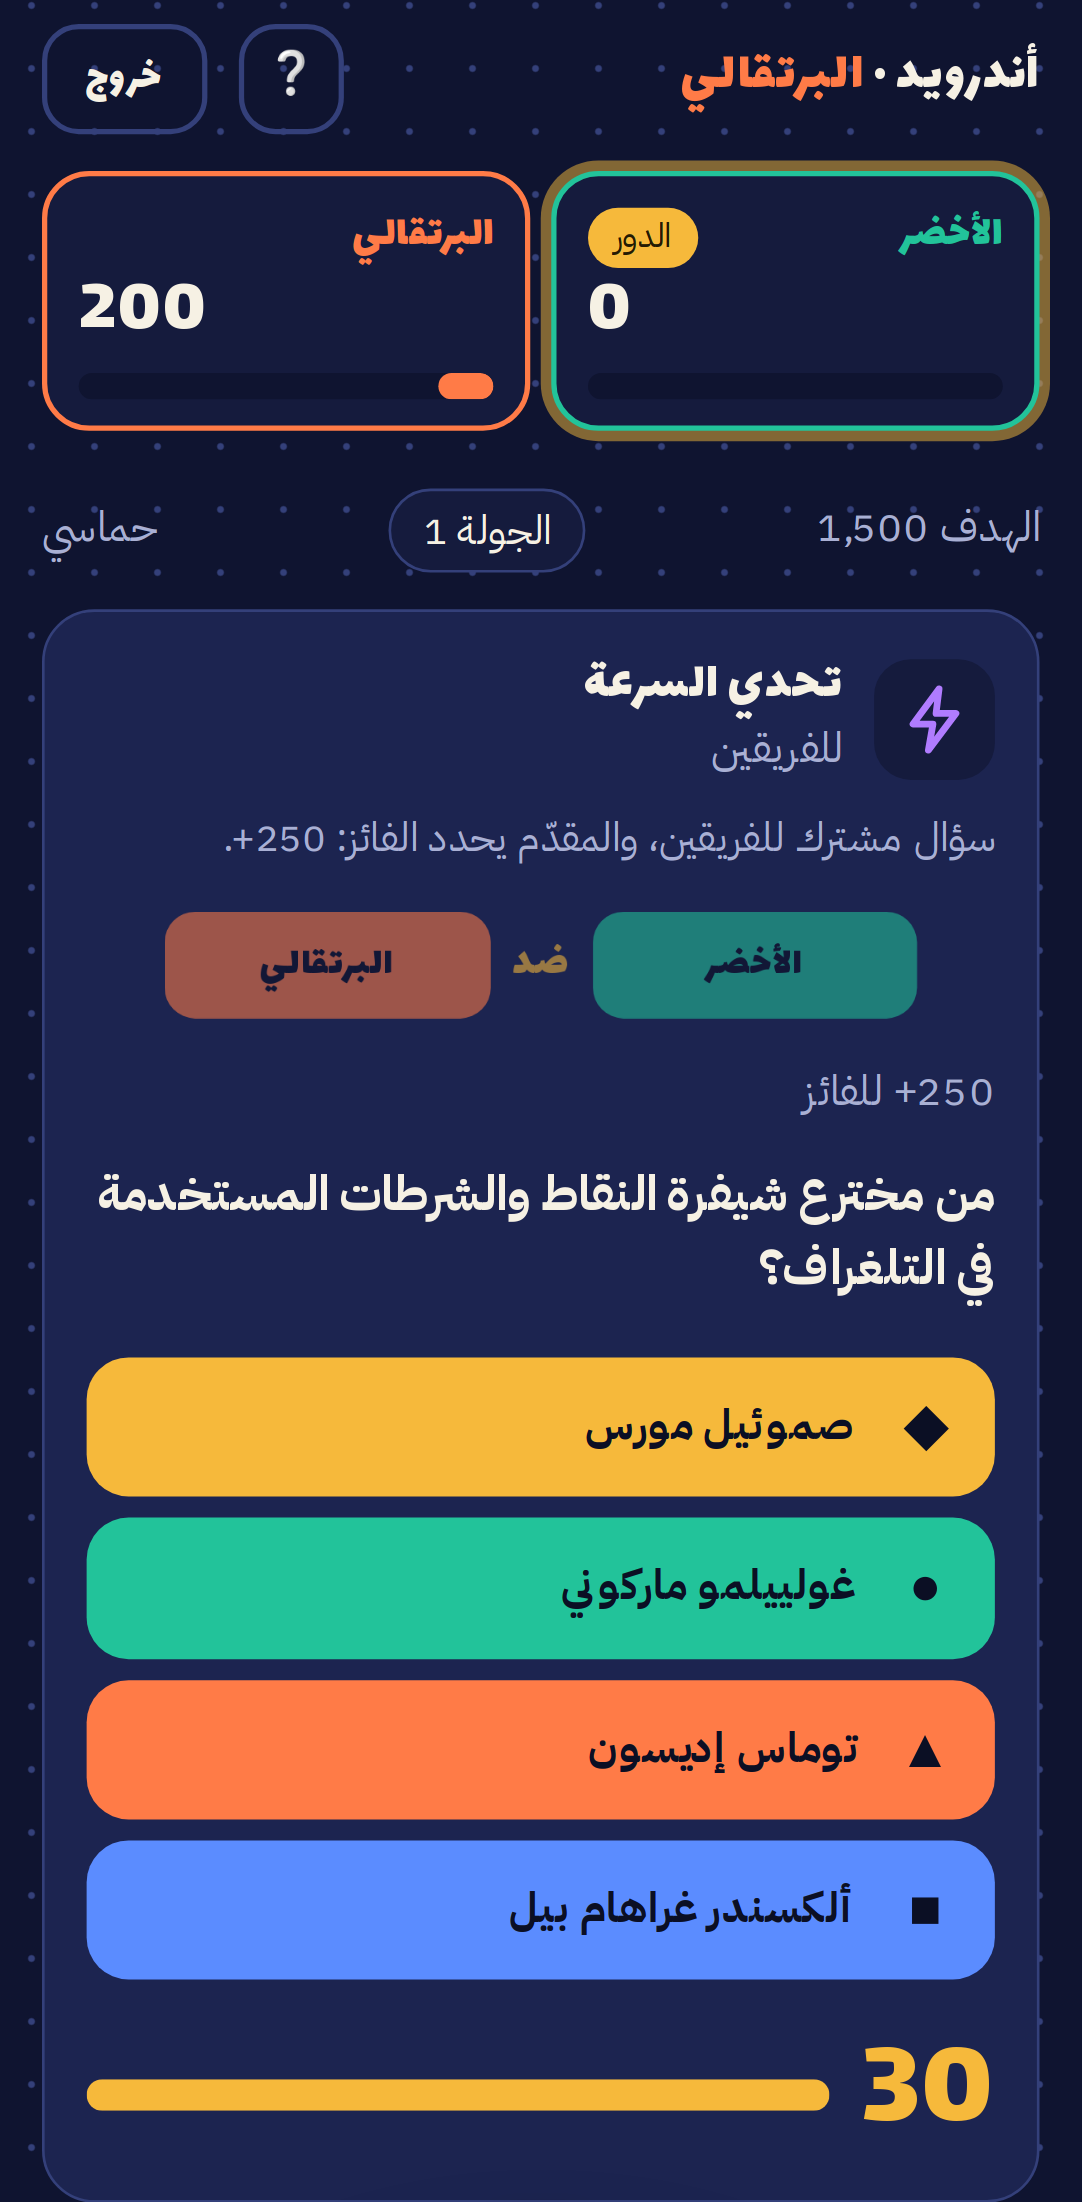 أندرويد · البرتقالي
?
خروج
الأخضر
الدور
0
البرتقالي
200
الهدف 1,500
الجولة 1
حماسي
تحدي السرعة
للفريقين
سؤال مشترك للفريقين، والمقدّم يحدد الفائز: 250+.
الأخضر
ضد
البرتقالي
250+ للفائز
من مخترع شيفرة النقاط والشرطات المستخدمة
في التلغراف؟
صموئيل مورس
غولييلمو ماركوني
توماس إديسون
ألكسندر غراهام بيل
30